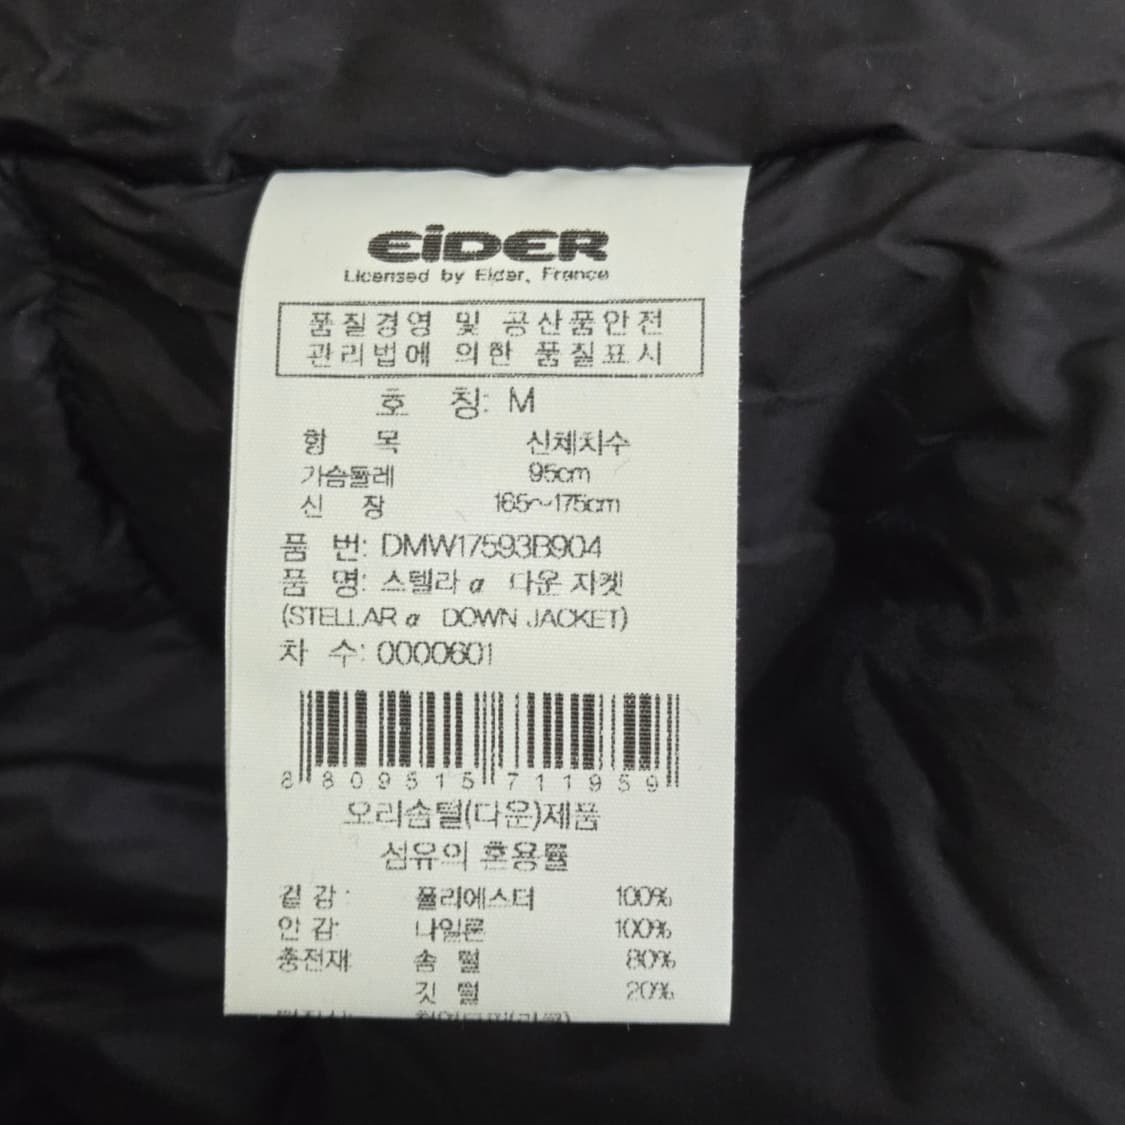 EiDER
Licensed by Eider, France
품질경영 및 공산품안전
관리법에 의한 품질표시
호 칭: M
항 목 신체치수
가슴둘레 95cm
신 장 165~175cm
품 번: DMW17593B904
품 명: 스텔라 α 다운 자켓
(STELLAR α DOWN JACKET)
차 수: 0000601
8 809515 711959
오리솜털(다운)제품
섬유의 혼용률
겉감: 폴리에스터 100%
안감: 나일론 100%
충전재 솜 털 80%
깃 털 20%